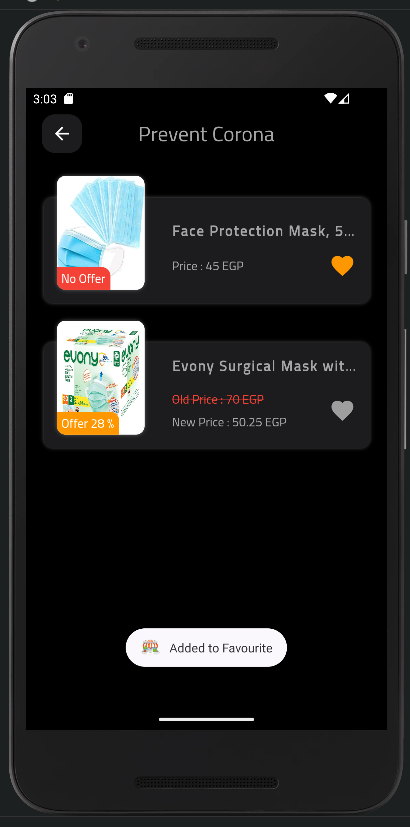 3:03
Prevent Corona
Face Protection Mask, 5...
Price : 45 EGP
No Offer
evony
Evony Surgical Mask wit...
Old Price : 70 EGP
New Price : 50.25 EGP
Offer 28 %
Added to Favourite